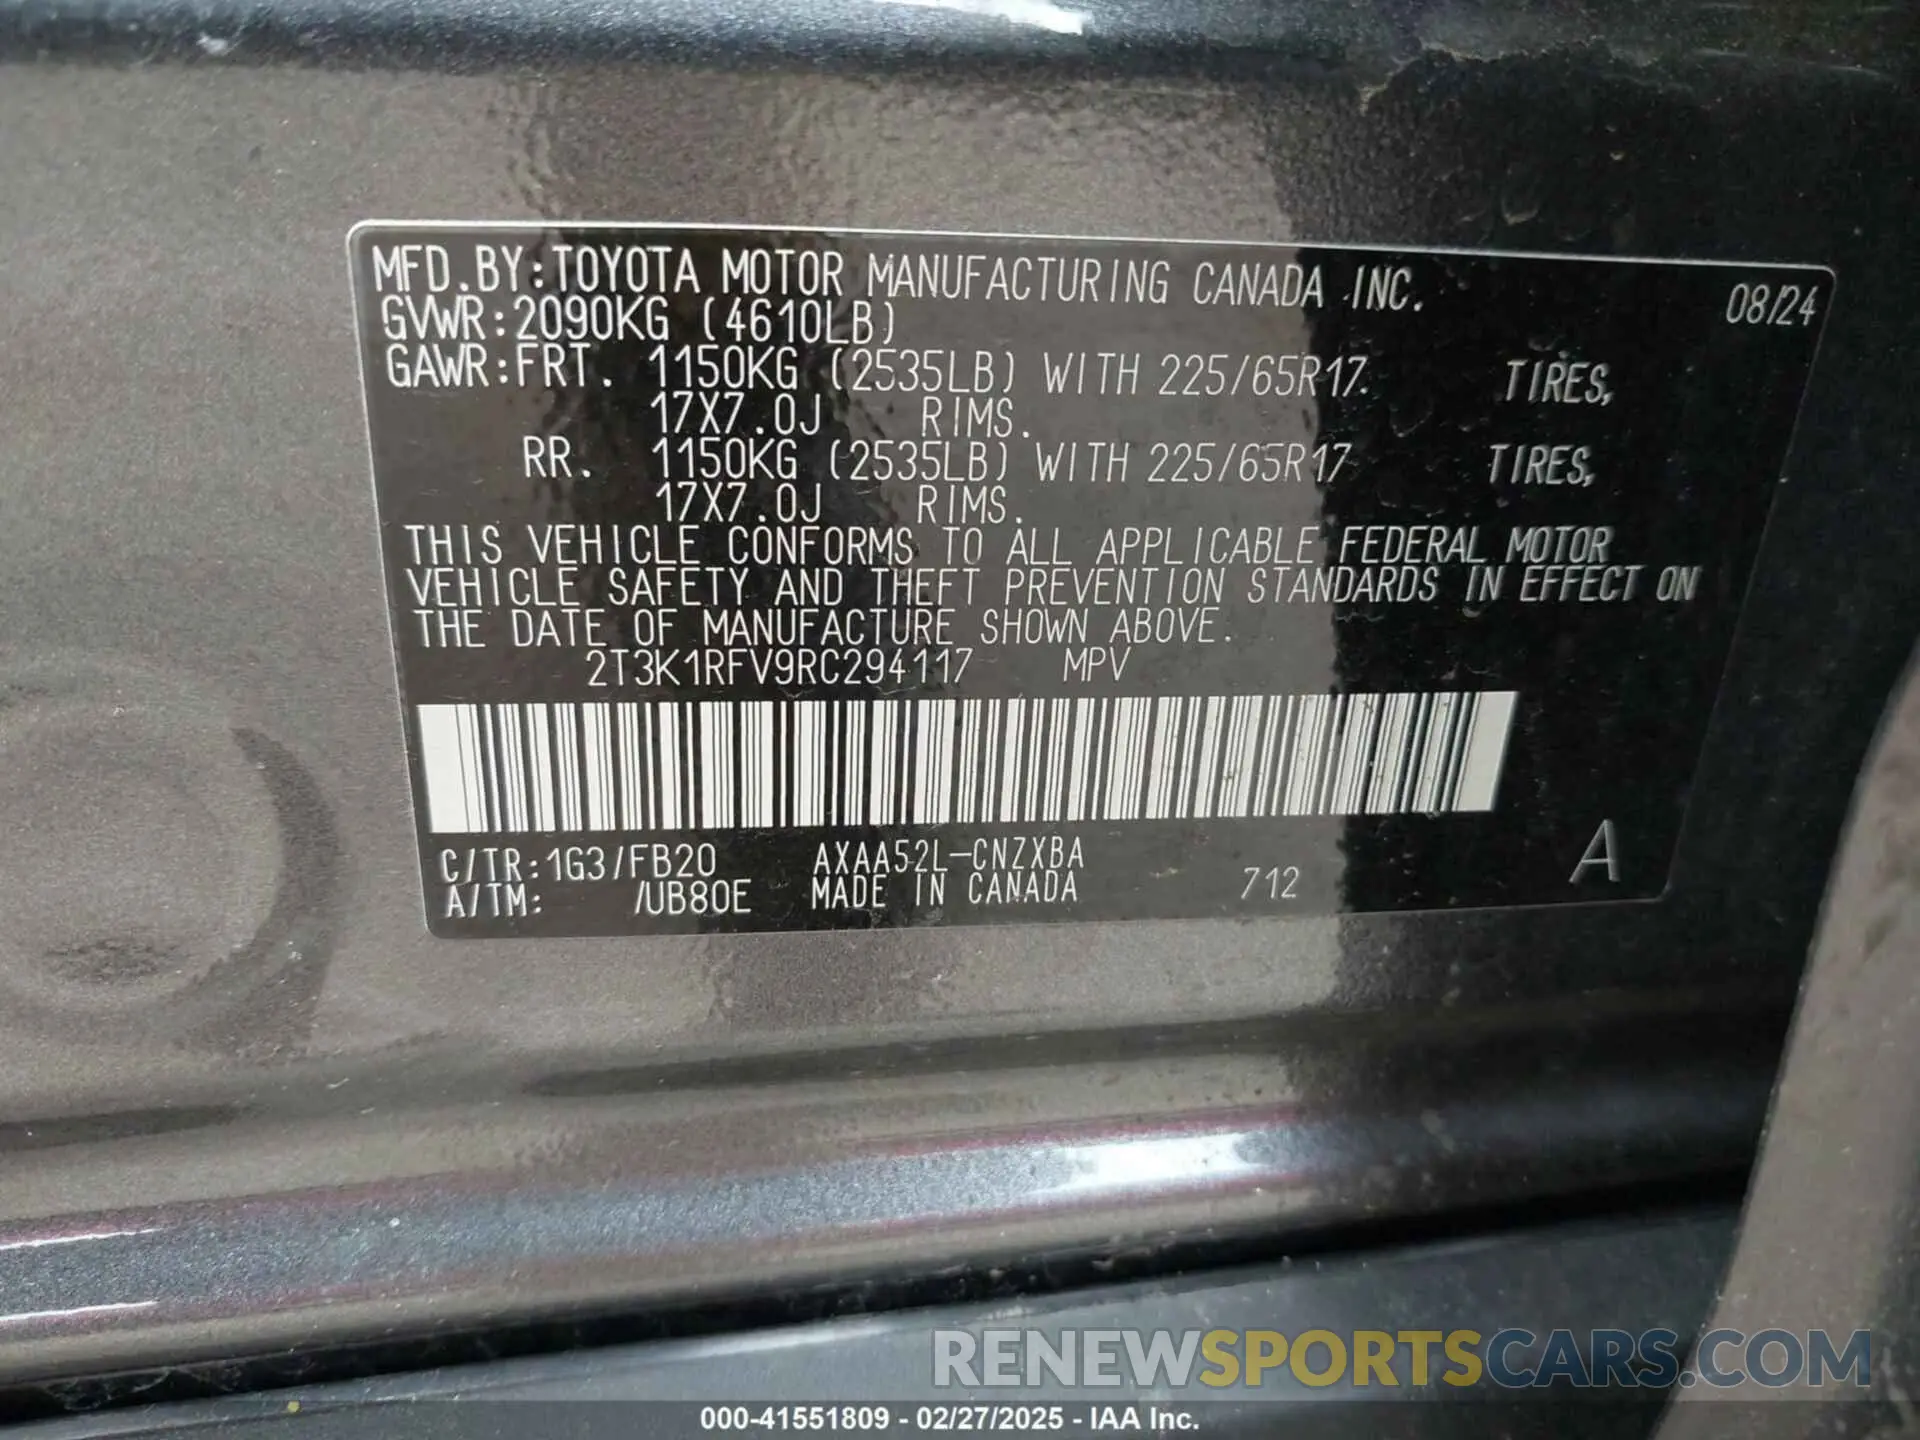 MFD.BY:TOYOTA MOTOR MANUFACTURING CANADA INC. 08/24
GVWR:2090KG (4610LB)
GAWR:FRT. 1150KG (2535LB) WITH 225/65R17 TIRES,
17X7.0J RIMS.
RR. 1150KG (2535LB) WITH 225/65R17 TIRES,
17X7.0J RIMS.
THIS VEHICLE CONFORMS TO ALL APPLICABLE FEDERAL MOTOR
VEHICLE SAFETY AND THEFT PREVENTION STANDARDS IN EFFECT ON
THE DATE OF MANUFACTURE SHOWN ABOVE.
2T3K1RFV9RC294117 MPV
C/TR:1G3/FB20 AXAA52L-CNZXBA A
A/TM: /UB80E MADE IN CANADA 712
RENEWSPORTSCARS.COM
000-41551809 - 02/27/2025 - IAA Inc.